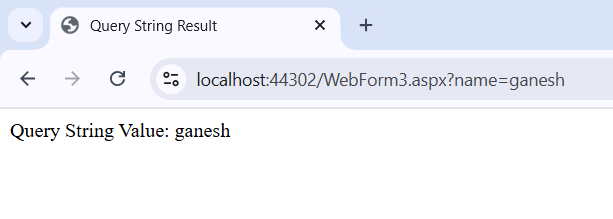 Query String Result
localhost:44302/WebForm3.aspx?name=ganesh
Query String Value: ganesh